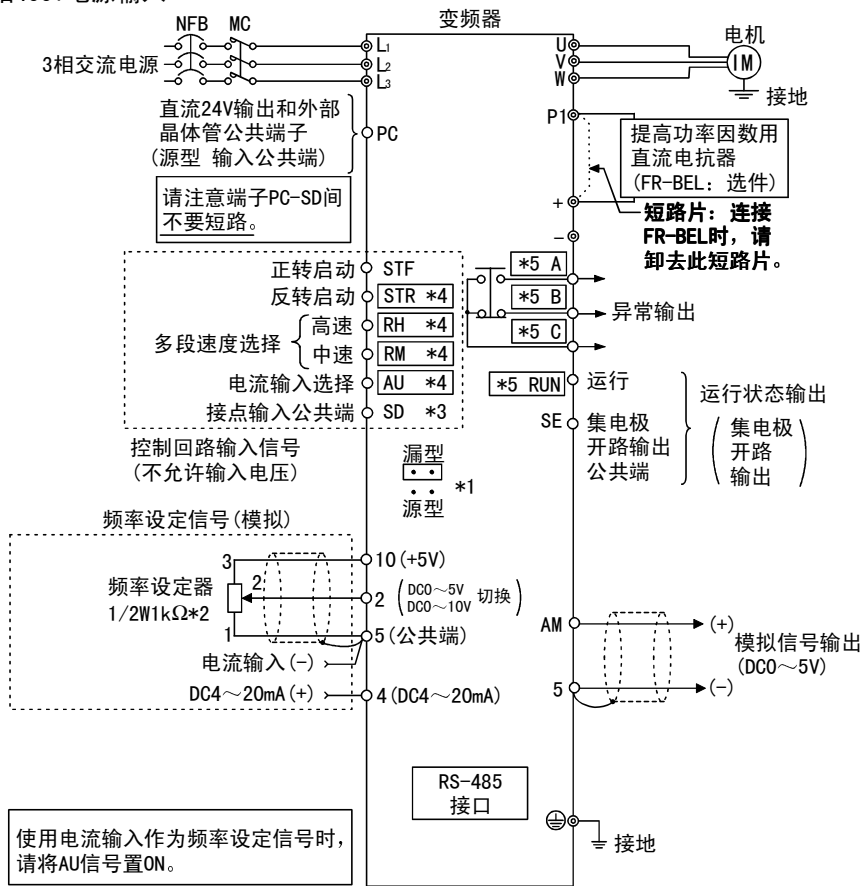 变频器
NFB MC
3相交流电源
L1
L2
L3
U
V
W
电机
IM
接地
直流24V输出和外部
晶体管公共端子
(源型 输入公共端)
PC
请注意端子PC-SD间
不要短路。
P1
提高功率因数用
直流电抗器
(FR-BEL: 选件)
+
短路片: 连接
FR-BEL时, 请
卸去此短路片。
-
正转启动 STF
反转启动 STR *4
多段速度选择
高速 RH *4
中速 RM *4
电流输入选择 AU *4
接点输入公共端 SD *3
控制回路输入信号
(不允许输入电压)
*5 A
*5 B
*5 C
异常输出
*5 RUN 运行
SE 集电极
开路输出
公共端
运行状态输出
(集电极
开路
输出)
漏型
*1
源型
频率设定信号(模拟)
频率设定器
1/2W1kΩ*2
3
2
1
10(+5V)
2 (DC0～5V
DC0～10V 切换)
5(公共端)
电流输入(-)
DC4～20mA(+)
4(DC4～20mA)
AM
(+)
模拟信号输出
(DC0～5V)
5
(-)
RS-485
接口
接地
使用电流输入作为频率设定信号时,
请将AU信号置ON。